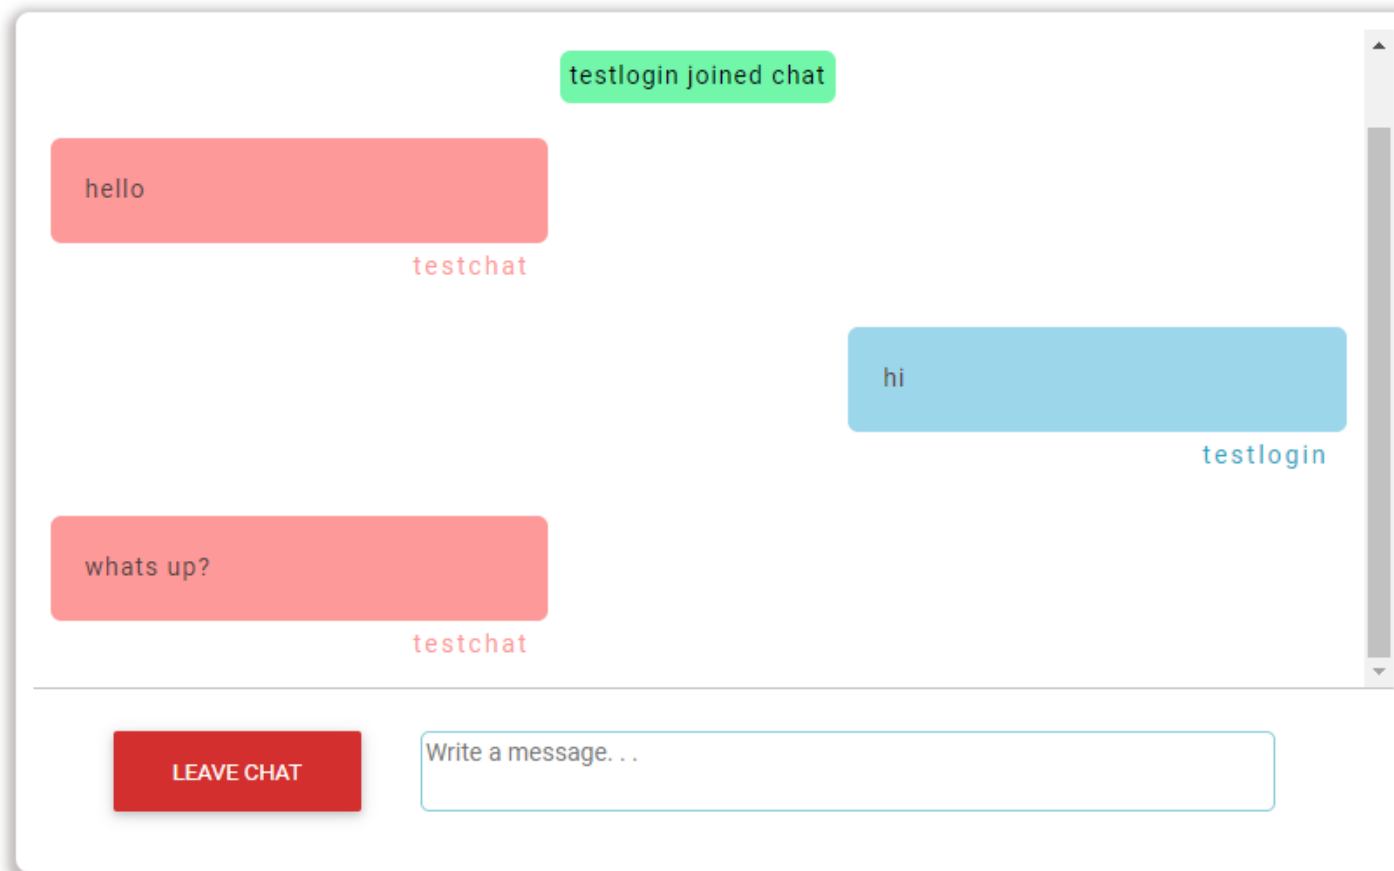 testlogin joined chat
hello
testchat
hi
testlogin
whats up?
testchat
LEAVE CHAT
Write a message. . .